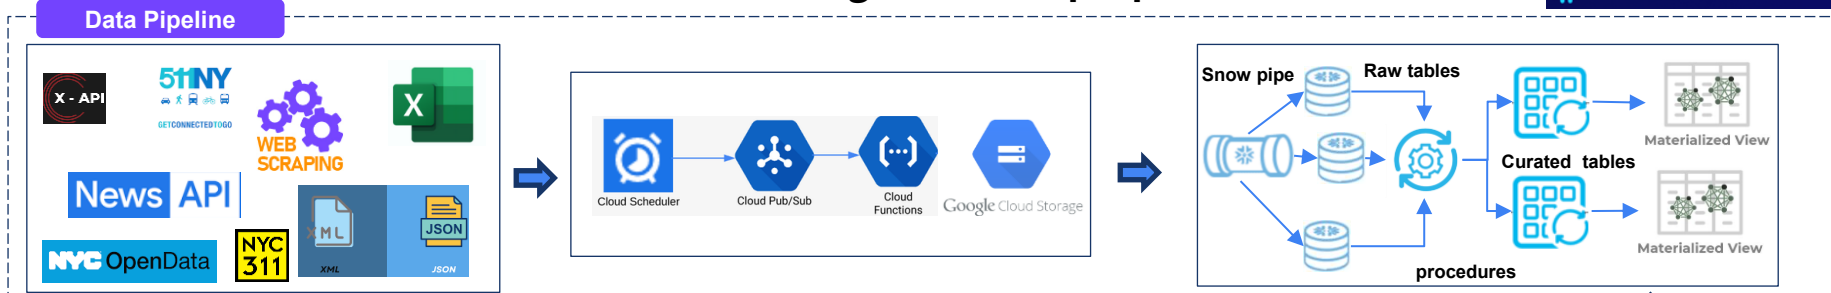 Data Pipeline
X - API
511NY
GETCONNECTEDTOGO
WEB
SCRAPING
X
News API
NYC OpenData
NYC
311
XML
XML
JSON
JSON
Cloud Scheduler
Cloud Pub/Sub
Cloud
Functions
Google Cloud Storage
Snow pipe
Raw tables
Materialized View
Curated tables
Materialized View
procedures